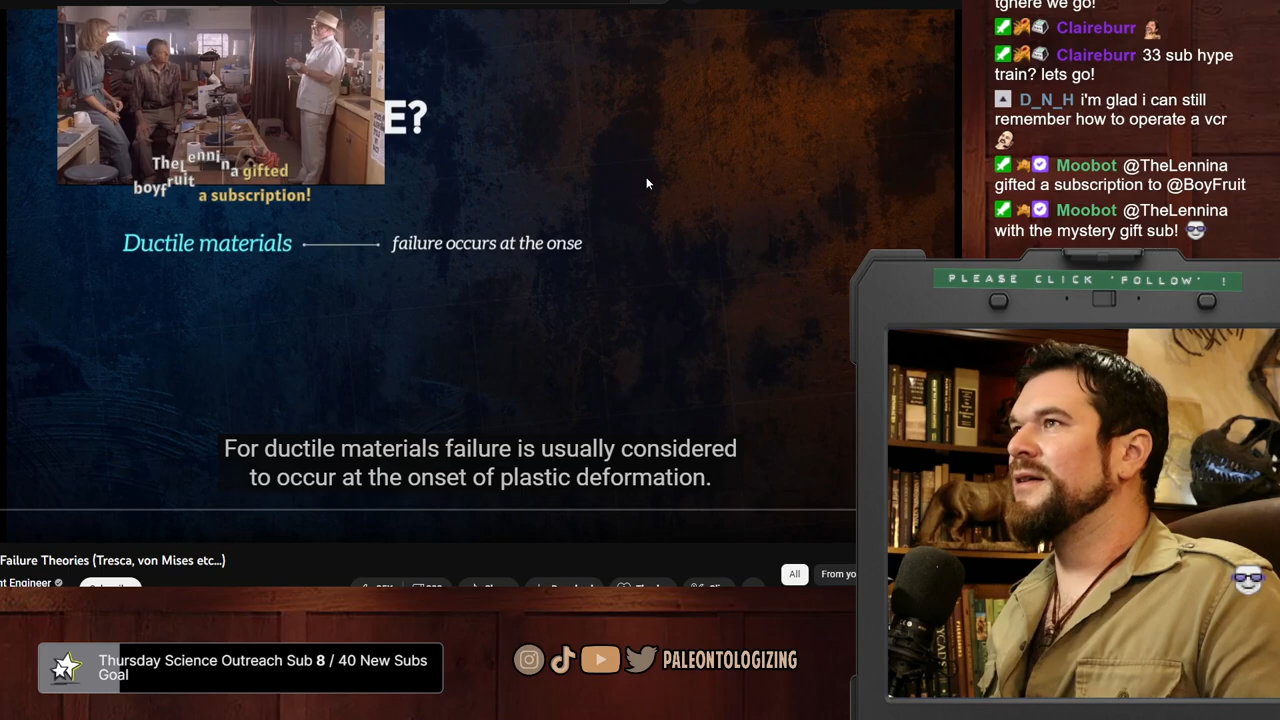 tghere we go!
Claireburr
Claireburr 33 sub hype
train? lets go!
D_N_H i'm glad i can still
remember how to operate a vcr
Moobot @TheLennina
gifted a subscription to @BoyFruit
Moobot @TheLennina
with the mystery gift sub!
E?
TheLennina gifted
boyfruit a subscription!
Ductile materials failure occurs at the onse
PLEASE CLICK 'FOLLOW' !
For ductile materials failure is usually considered
to occur at the onset of plastic deformation.
Failure Theories (Tresca, von Mises etc...)
nt Engineer
All From yo
Thursday Science Outreach Sub 8 / 40 New Subs
Goal
PALEONTOLOGIZING